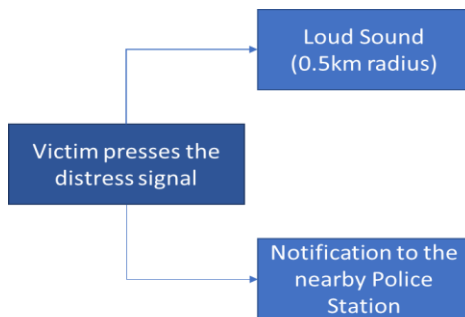 Loud Sound
(0.5km radius)
Victim presses the
distress signal
Notification to the
nearby Police
Station